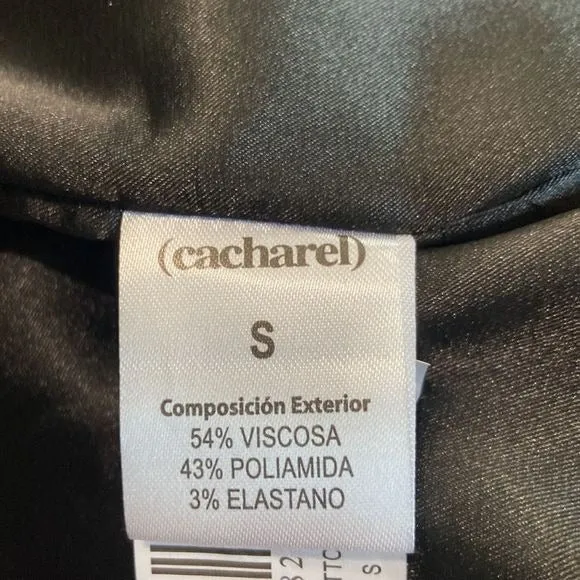 (cacharel)
S
Composición Exterior
54% VISCOSA
43% POLIAMIDA
3% ELASTANO
S